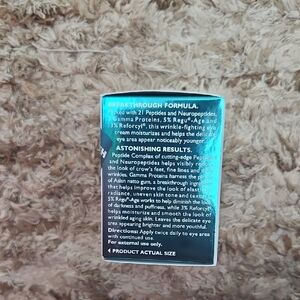 BREAKTHROUGH FORMULA.
with 21 Peptides and Neuropeptides,
Gamma Proteins, 5% Regu®-Age and
3% Reforcyl®, this wrinkle-fighting eye
cream moisturizes and helps the delicate
eye area appear noticeably younger.
ASTONISHING RESULTS.
Peptide Complex of cutting-edge Peptides
and Neuropeptides helps visibly reduce
the look of crow's feet, fine lines and
wrinkles. Gamma Proteins harness the
of Asian natto gum, a breakthrough ingredient
that helps improve the look of elasticity,
radiance, uneven skin tone and texture.
5% Regu®-Age works to help diminish the look
of darkness and puffiness, while 3% Reforcyl®
helps moisturize and smooth the look of
wrinkled aging skin. Leaves the delicate eye
area appearing brighter and more youthful.
Directions: Apply twice daily to eye area
with continued use.
For external use only.
PRODUCT ACTUAL SIZE